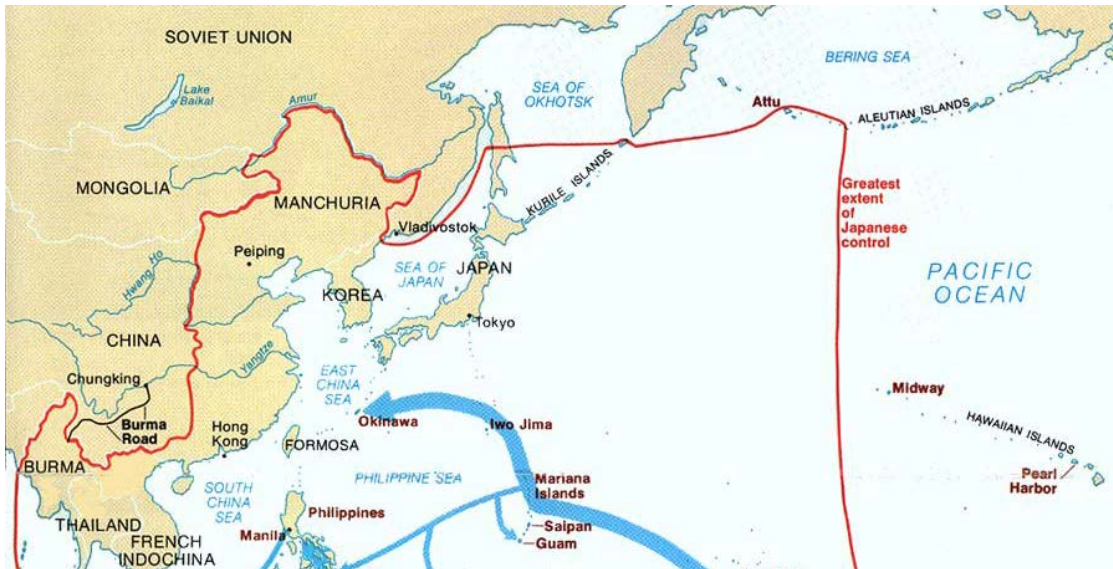 SOVIET UNION
BERING SEA
SEA OF
OKHOTSK
Lake
Baikal
Amur
Attu
ALEUTIAN ISLANDS
MONGOLIA
MANCHURIA
KURILE ISLANDS
Greatest
extent
of
Japanese
control
Vladivostok
Peiping
SEA OF
JAPAN
JAPAN
PACIFIC
OCEAN
Hwang Ho
KOREA
Tokyo
CHINA
Yangtze
Chungking
EAST
CHINA
SEA
Midway
Burma
Road
Okinawa
Iwo Jima
HAWAIIAN ISLANDS
Hong
Kong
FORMOSA
BURMA
PHILIPPINE SEA
Mariana
Islands
Pearl
Harbor
SOUTH
CHINA
SEA
Philippines
THAILAND
Manila
Saipan
FRENCH
INDOCHINA
Guam